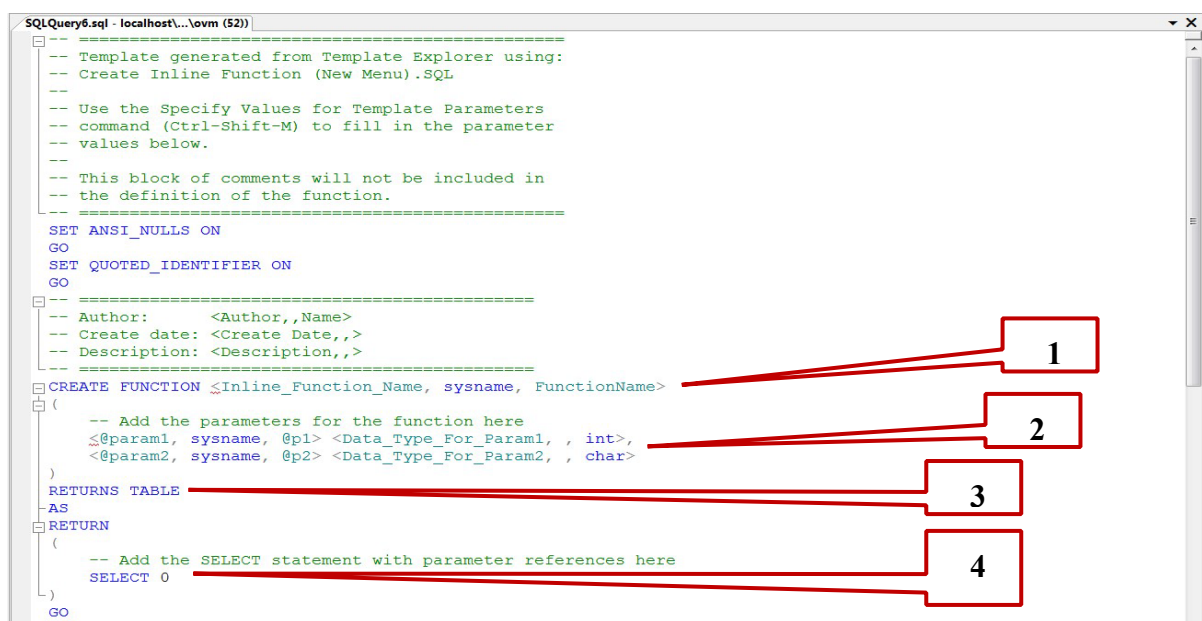 SQLQuery6.sql - localhost\...\ovm (52))
-- ================================================
-- Template generated from Template Explorer using:
-- Create Inline Function (New Menu).SQL
--
-- Use the Specify Values for Template Parameters
-- command (Ctrl-Shift-M) to fill in the parameter
-- values below.
--
-- This block of comments will not be included in
-- the definition of the function.
-- ================================================
SET ANSI_NULLS ON
GO
SET QUOTED_IDENTIFIER ON
GO
-- =============================================
-- Author:      <Author,,Name>
-- Create date: <Create Date,,>
-- Description: <Description,,>
-- =============================================
CREATE FUNCTION <Inline_Function_Name, sysname, FunctionName>
1
(
-- Add the parameters for the function here
<@param1, sysname, @p1> <Data_Type_For_Param1, , int>,
2
<@param2, sysname, @p2> <Data_Type_For_Param2, , char>
)
RETURNS TABLE
3
AS
RETURN
(
-- Add the SELECT statement with parameter references here
SELECT 0
4
)
GO